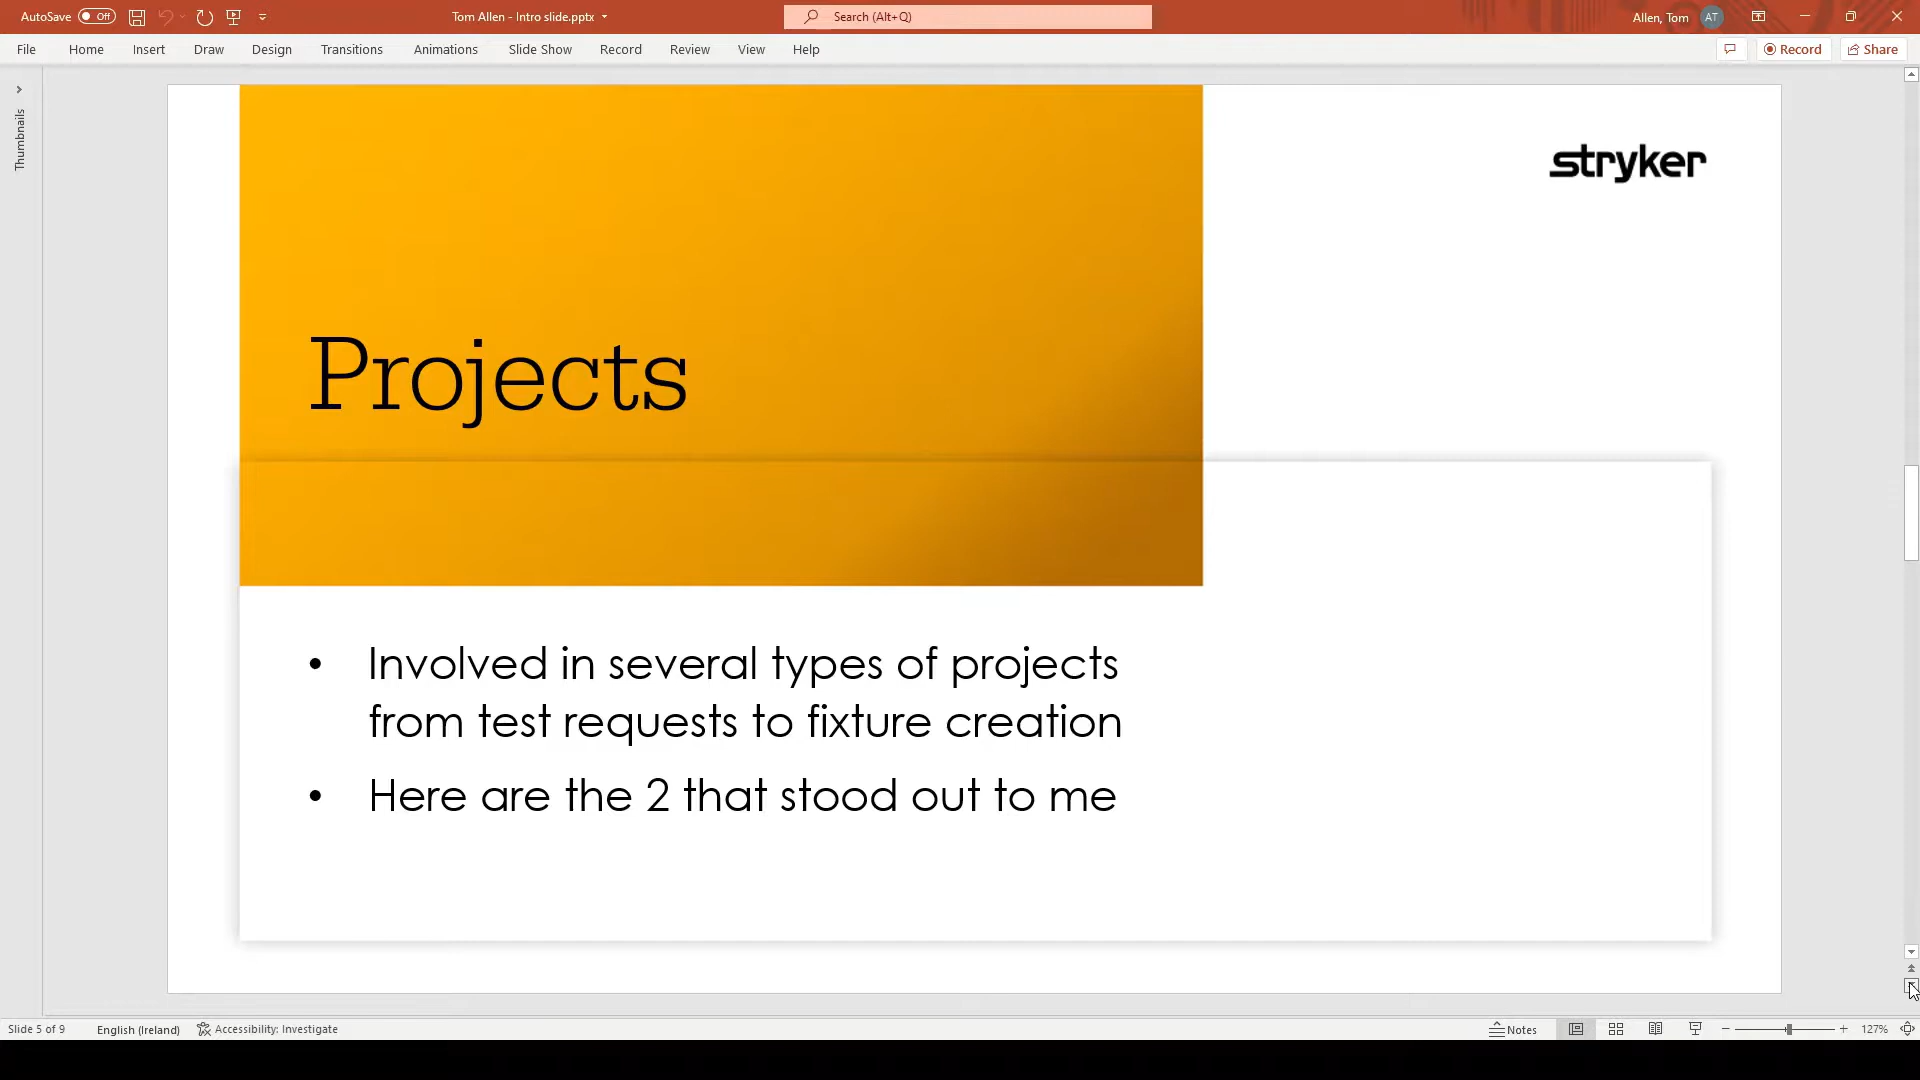 AutoSave Off Tom Allen - Intro slide.pptx Search (Alt+Q) Allen, Tom AT
File Home Insert Draw Design Transitions Animations Slide Show Record Review View Help Record Share
Thumbnails
stryker
Projects
• Involved in several types of projects
from test requests to fixture creation
• Here are the 2 that stood out to me
Slide 5 of 9 English (Ireland) Accessibility: Investigate Notes 127%